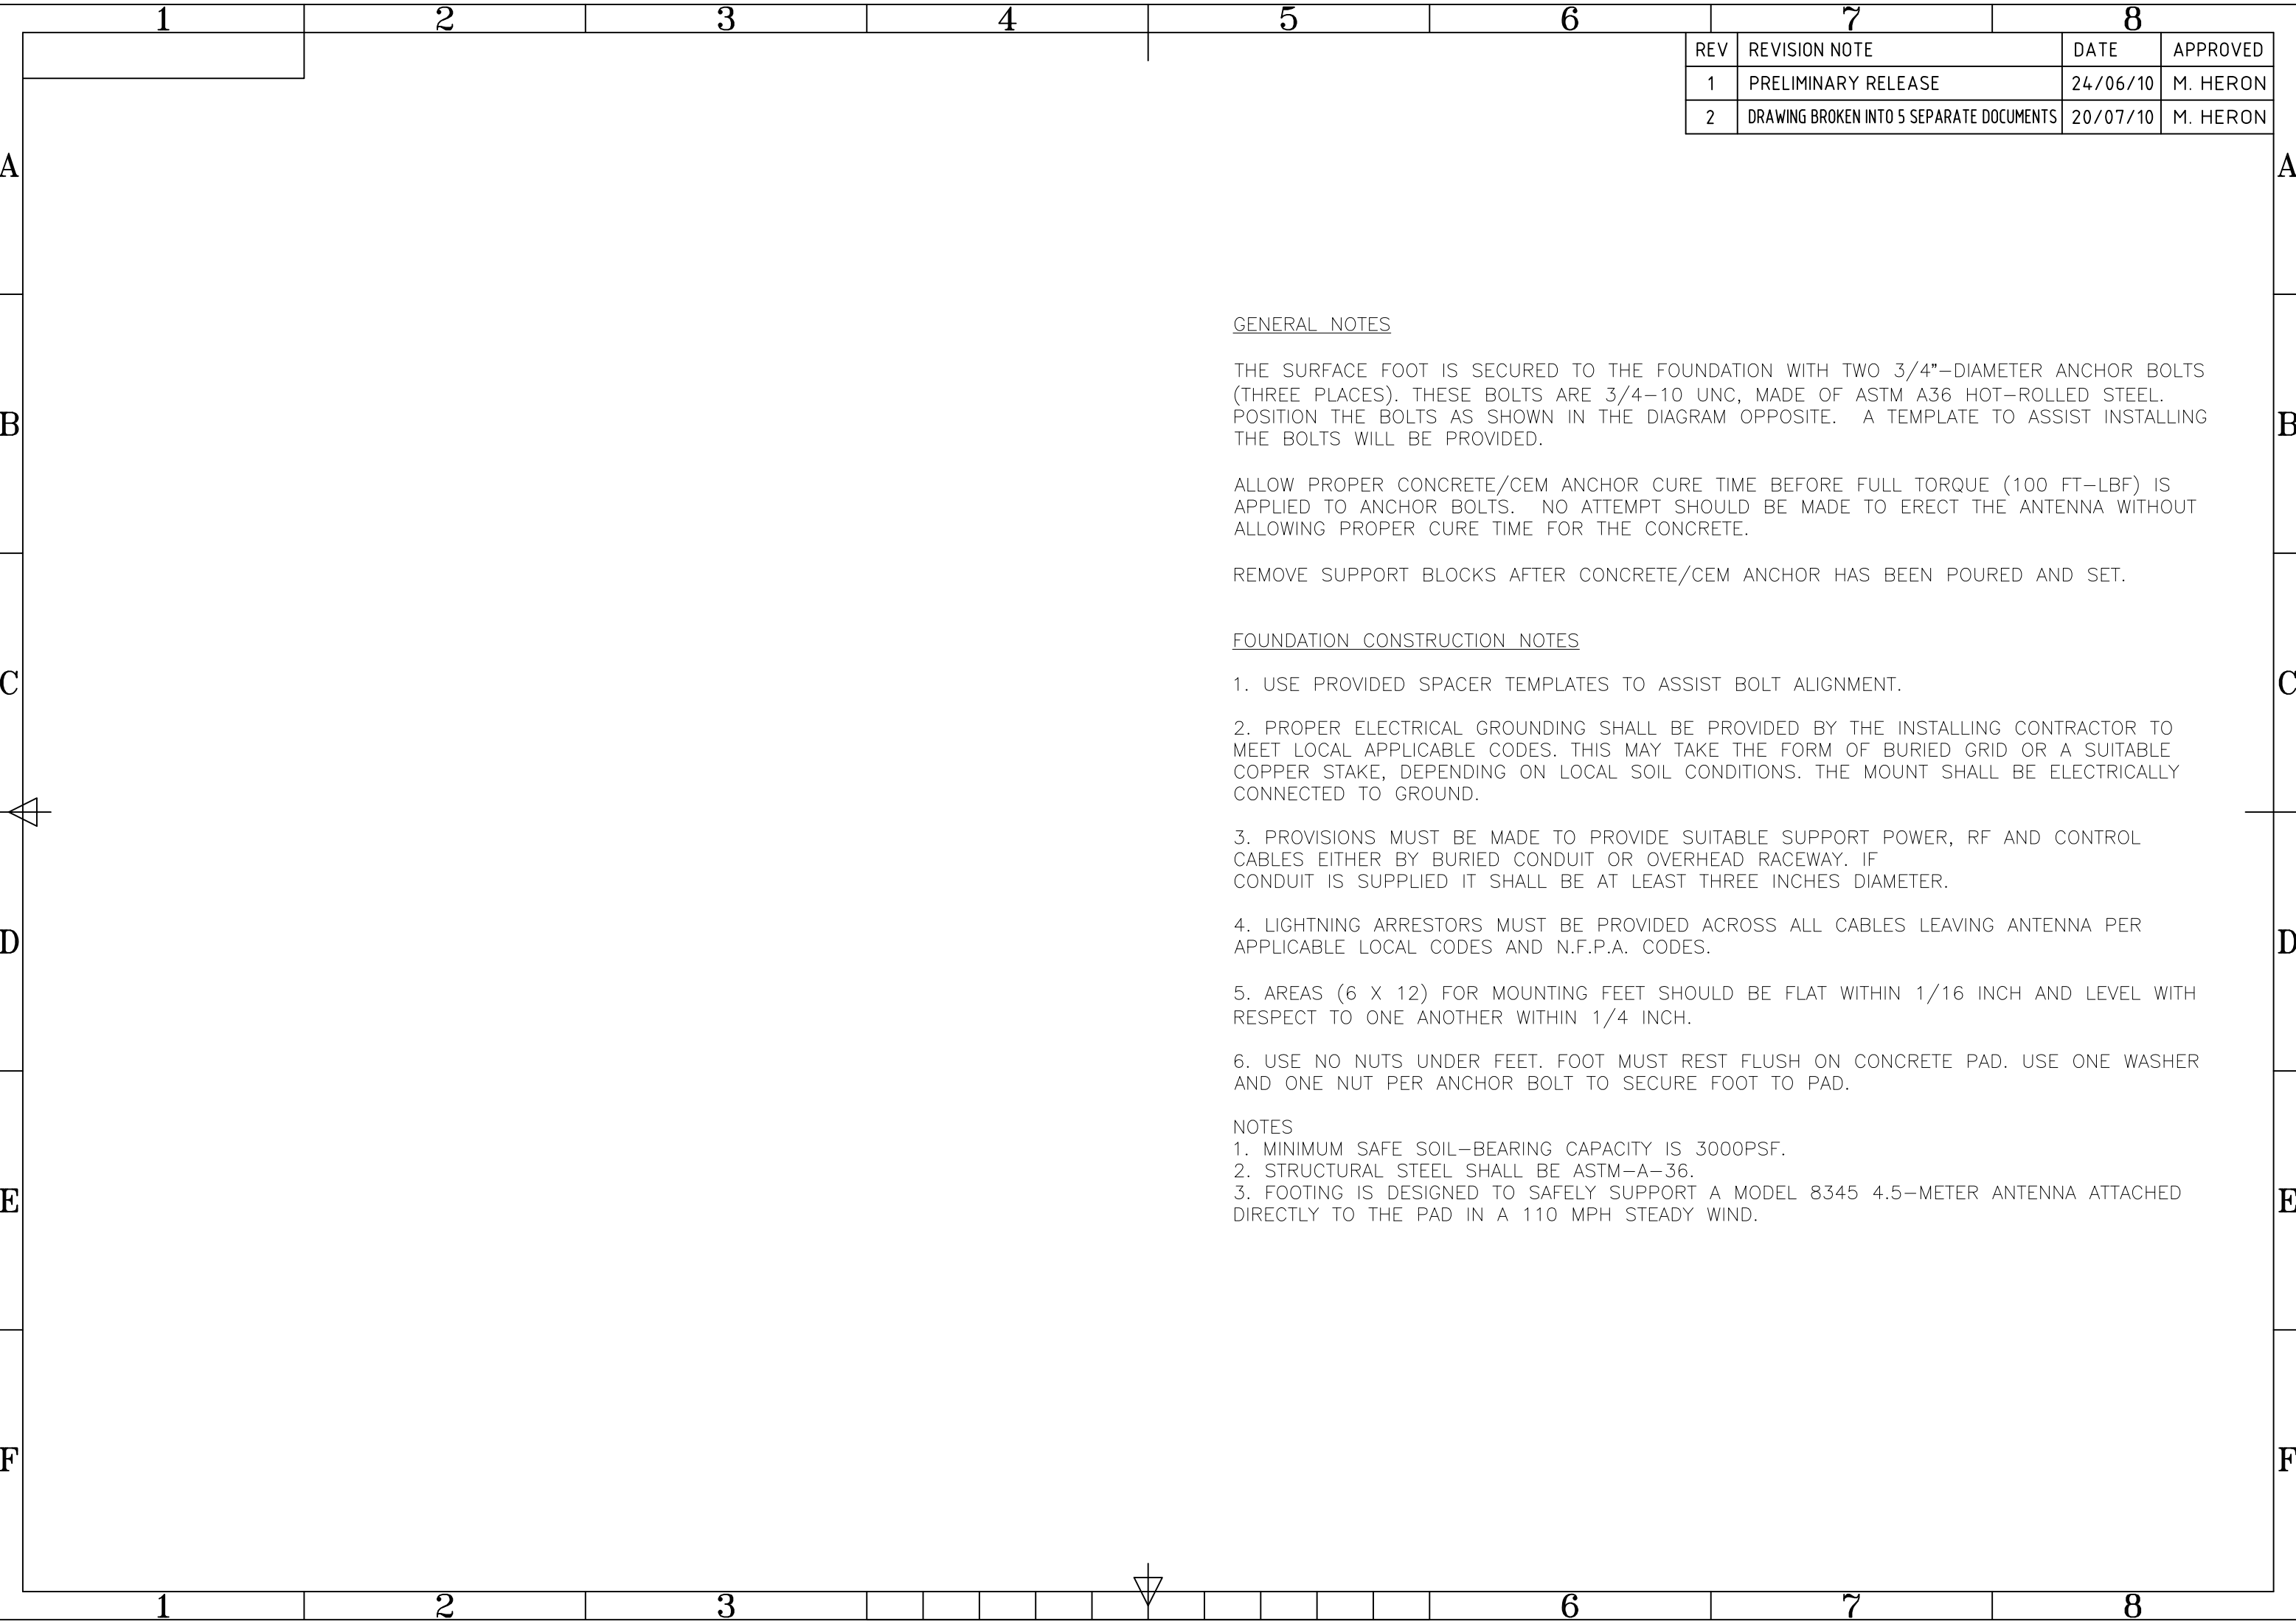 1 2 3 4 5 6 7 8
REV REVISION NOTE DATE APPROVED
1 PRELIMINARY RELEASE 24/06/10 M. HERON
2 DRAWING BROKEN INTO 5 SEPARATE DOCUMENTS 20/07/10 M. HERON
A A
GENERAL NOTES
THE SURFACE FOOT IS SECURED TO THE FOUNDATION WITH TWO 3/4"-DIAMETER ANCHOR BOLTS
(THREE PLACES). THESE BOLTS ARE 3/4-10 UNC, MADE OF ASTM A36 HOT-ROLLED STEEL.
POSITION THE BOLTS AS SHOWN IN THE DIAGRAM OPPOSITE. A TEMPLATE TO ASSIST INSTALLING
THE BOLTS WILL BE PROVIDED.
B B
ALLOW PROPER CONCRETE/CEM ANCHOR CURE TIME BEFORE FULL TORQUE (100 FT-LBF) IS
APPLIED TO ANCHOR BOLTS. NO ATTEMPT SHOULD BE MADE TO ERECT THE ANTENNA WITHOUT
ALLOWING PROPER CURE TIME FOR THE CONCRETE.
REMOVE SUPPORT BLOCKS AFTER CONCRETE/CEM ANCHOR HAS BEEN POURED AND SET.
FOUNDATION CONSTRUCTION NOTES
C C
1. USE PROVIDED SPACER TEMPLATES TO ASSIST BOLT ALIGNMENT.
2. PROPER ELECTRICAL GROUNDING SHALL BE PROVIDED BY THE INSTALLING CONTRACTOR TO
MEET LOCAL APPLICABLE CODES. THIS MAY TAKE THE FORM OF BURIED GRID OR A SUITABLE
COPPER STAKE, DEPENDING ON LOCAL SOIL CONDITIONS. THE MOUNT SHALL BE ELECTRICALLY
CONNECTED TO GROUND.
3. PROVISIONS MUST BE MADE TO PROVIDE SUITABLE SUPPORT POWER, RF AND CONTROL
CABLES EITHER BY BURIED CONDUIT OR OVERHEAD RACEWAY. IF
CONDUIT IS SUPPLIED IT SHALL BE AT LEAST THREE INCHES DIAMETER.
4. LIGHTNING ARRESTORS MUST BE PROVIDED ACROSS ALL CABLES LEAVING ANTENNA PER
APPLICABLE LOCAL CODES AND N.F.P.A. CODES.
D D
5. AREAS (6 X 12) FOR MOUNTING FEET SHOULD BE FLAT WITHIN 1/16 INCH AND LEVEL WITH
RESPECT TO ONE ANOTHER WITHIN 1/4 INCH.
6. USE NO NUTS UNDER FEET. FOOT MUST REST FLUSH ON CONCRETE PAD. USE ONE WASHER
AND ONE NUT PER ANCHOR BOLT TO SECURE FOOT TO PAD.
NOTES
1. MINIMUM SAFE SOIL-BEARING CAPACITY IS 3000PSF.
2. STRUCTURAL STEEL SHALL BE ASTM-A-36.
3. FOOTING IS DESIGNED TO SAFELY SUPPORT A MODEL 8345 4.5-METER ANTENNA ATTACHED
DIRECTLY TO THE PAD IN A 110 MPH STEADY WIND.
E E
F F
1 2 3 6 7 8